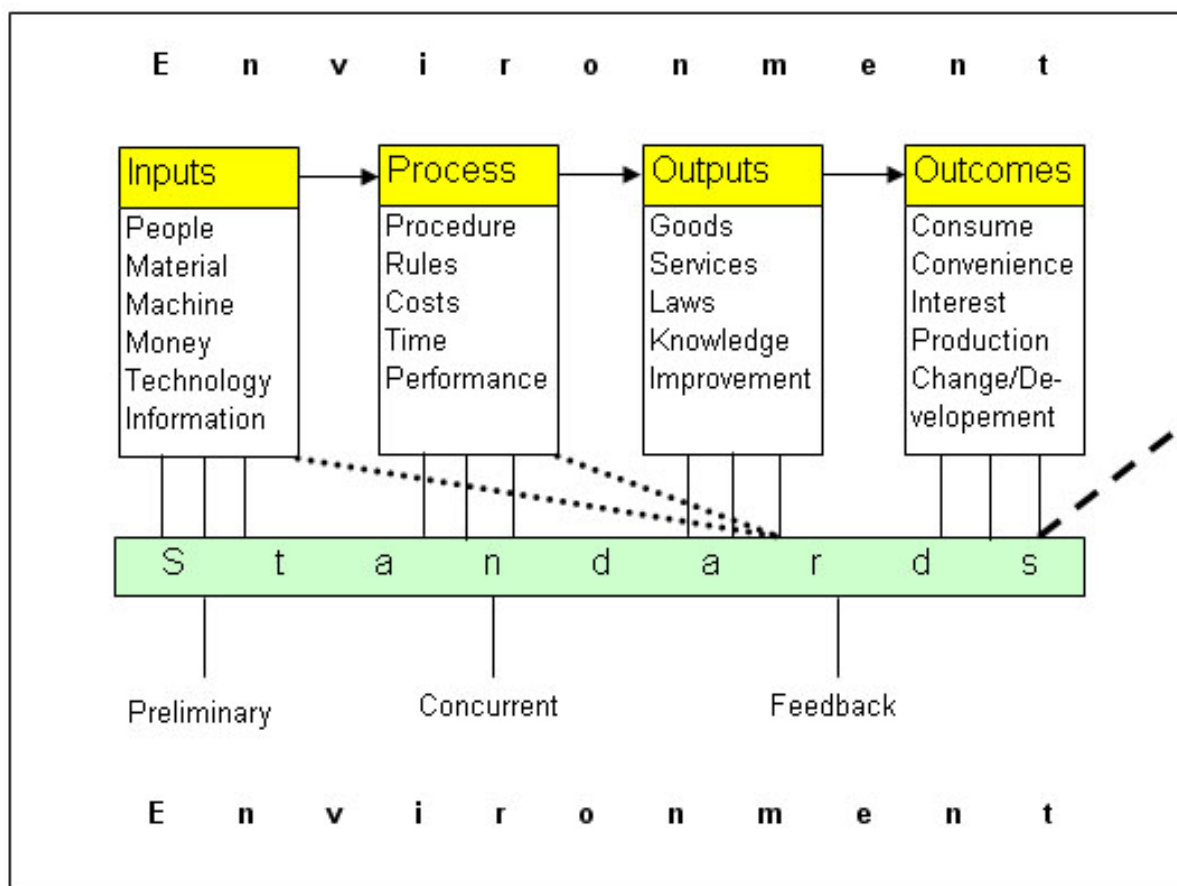 E n v i r o n m e n t
Inputs
People
Material
Machine
Money
Technology
Information
Process
Procedure
Rules
Costs
Time
Performance
Outputs
Goods
Services
Laws
Knowledge
Improvement
Outcomes
Consume
Convenience
Interest
Production
Change/De-
velopement
S t a n d a r d s
Preliminary
Concurrent
Feedback
E n v i r o n m e n t